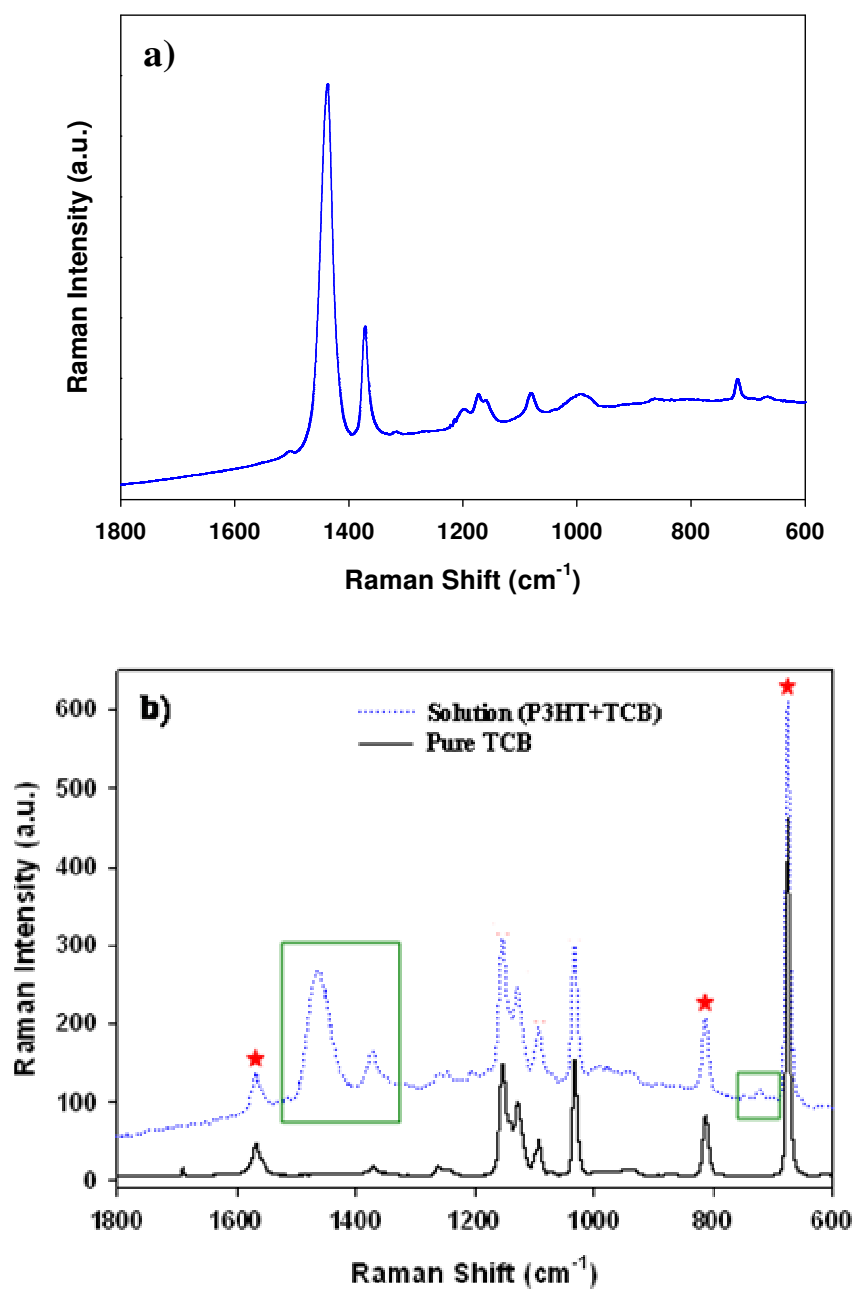 a)
Raman Intensity (a.u.)
1800 1600 1400 1200 1000 800 600
Raman Shift (cm-1)
b)
Solution (P3HT+TCB)
Pure TCB
600
500
400
300
200
100
0
Raman Intensity (a.u.)
1800 1600 1400 1200 1000 800 600
Raman Shift (cm-1)